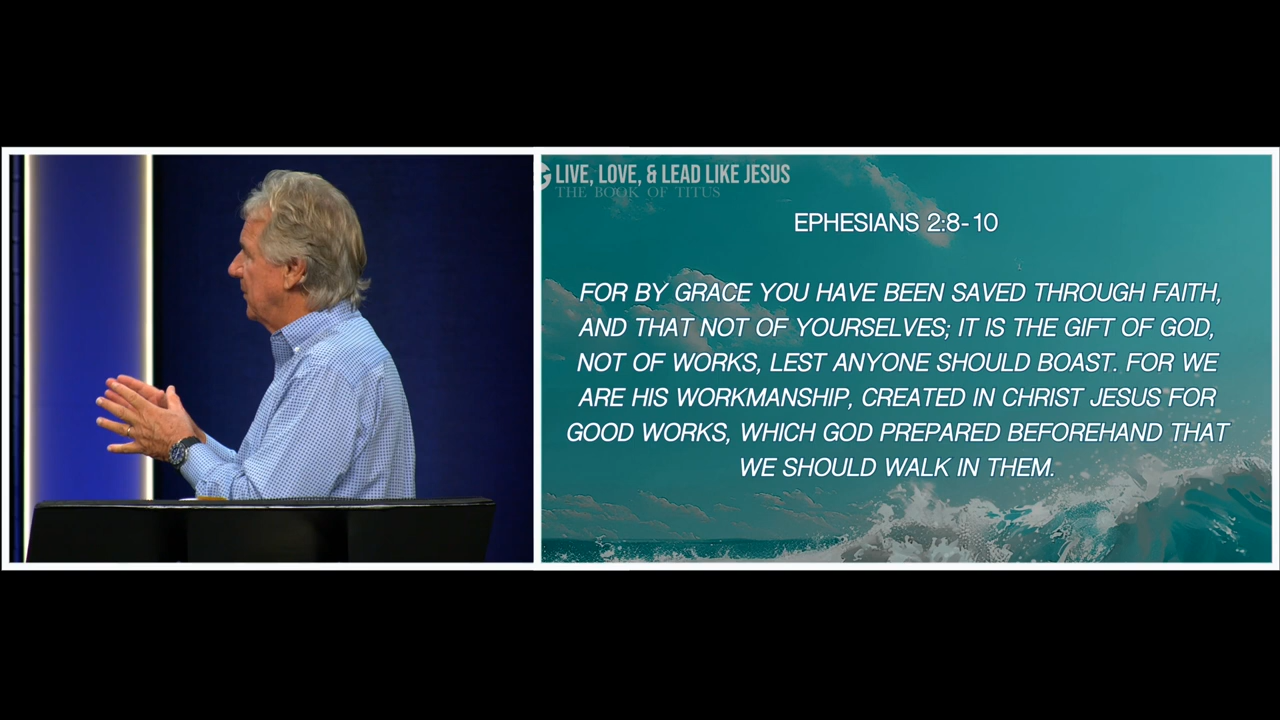 LIVE, LOVE, & LEAD LIKE JESUS
THE BOOK OF TITUS
EPHESIANS 2:8-10
FOR BY GRACE YOU HAVE BEEN SAVED THROUGH FAITH,
AND THAT NOT OF YOURSELVES; IT IS THE GIFT OF GOD,
NOT OF WORKS, LEST ANYONE SHOULD BOAST. FOR WE
ARE HIS WORKMANSHIP, CREATED IN CHRIST JESUS FOR
GOOD WORKS, WHICH GOD PREPARED BEFOREHAND THAT
WE SHOULD WALK IN THEM.